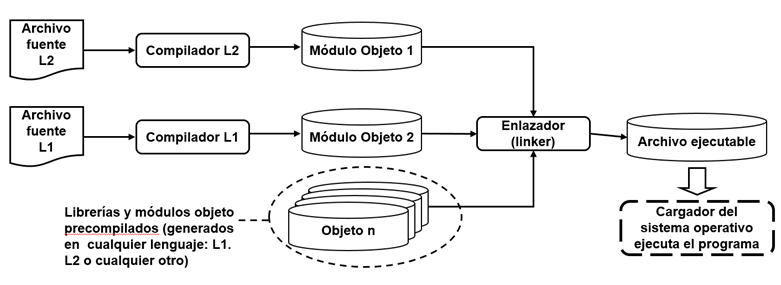 Archivo
fuente
L2
Compilador L2
Módulo Objeto 1
Archivo
fuente
L1
Compilador L1
Módulo Objeto 2
Enlazador
(linker)
Archivo ejecutable
Librerías y módulos objeto
precompilados (generados
en cualquier lenguaje: L1.
L2 o cualquier otro)
Objeto n
Cargador del
sistema operativo
ejecuta el programa